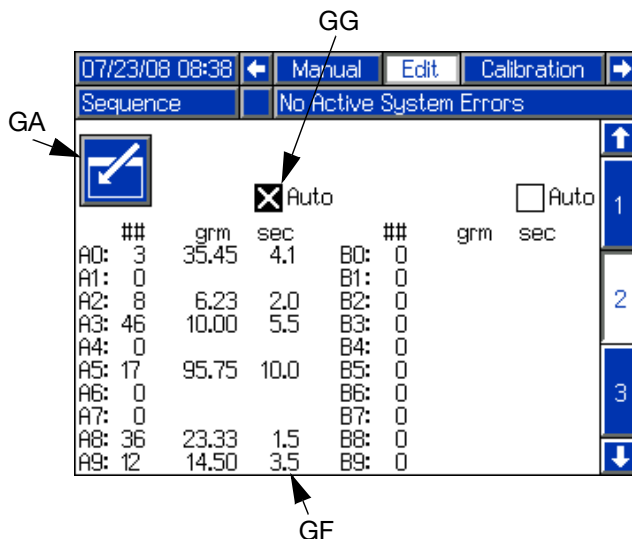 GG
07/23/08 08:38 Manual Edit Calibration
Sequence No Active System Errors
GA
Auto Auto
1
## grm sec ## grm sec
A0: 3 35.45 4.1 B0: 0
A1: 0 B1: 0
A2: 8 6.23 2.0 B2: 0
2
A3: 46 10.00 5.5 B3: 0
A4: 0 B4: 0
A5: 17 95.75 10.0 B5: 0
A6: 0 B6: 0
3
A7: 0 B7: 0
A8: 36 23.33 1.5 B8: 0
A9: 12 14.50 3.5 B9: 0
GF